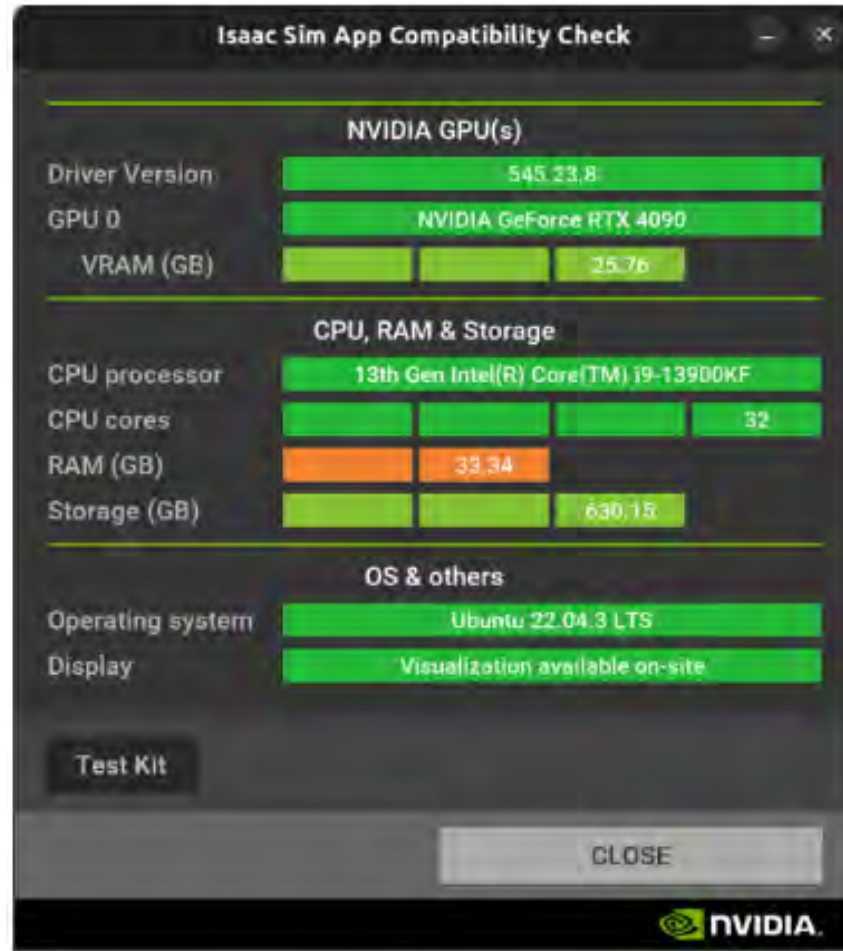 Isaac Sim App Compatibility Check
NVIDIA GPU(s)
Driver Version 545.23.8
GPU 0 NVIDIA GeForce RTX 4090
VRAM (GB) 25.76
CPU, RAM & Storage
CPU processor 13th Gen Intel(R) Core(TM) i9-13900KF
CPU cores 32
RAM (GB) 33.34
Storage (GB) 630.15
OS & others
Operating system Ubuntu 22.04.3 LTS
Display Visualization available on-site
Test Kit
CLOSE
NVIDIA.